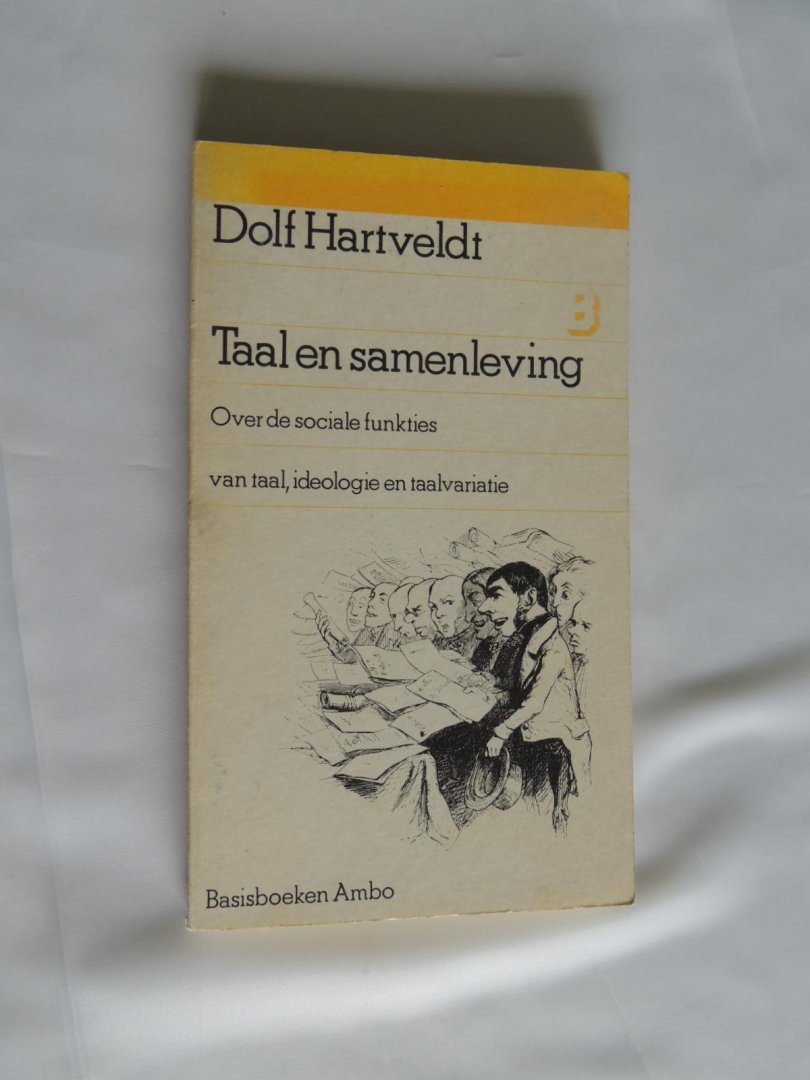 Dolf Hartveldt
B
Taal en samenleving
Over de sociale funkties
van taal, ideologie en taalvariatie
Basisboeken Ambo